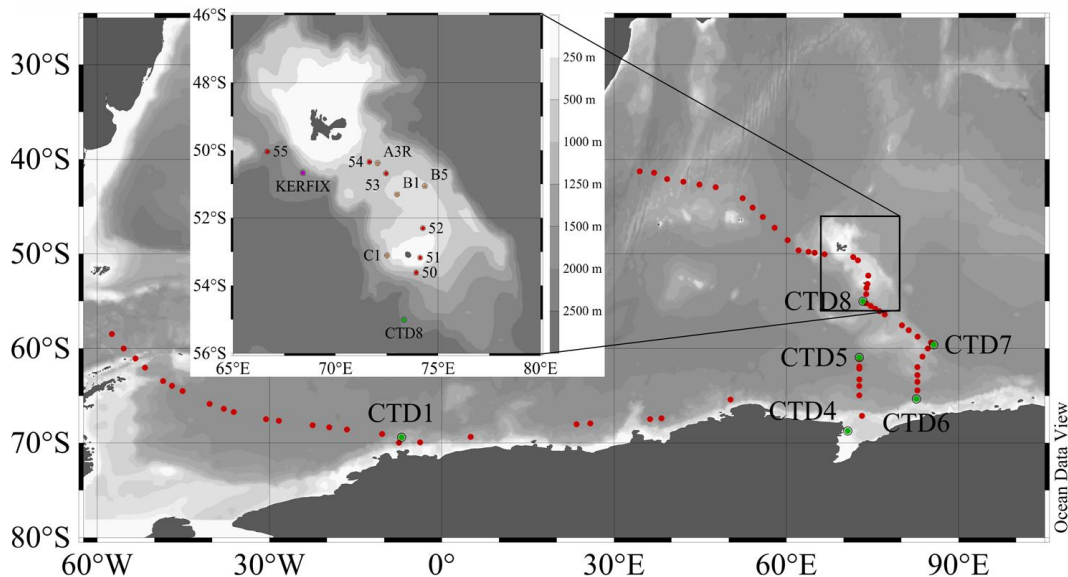 30°S
40°S
50°S
60°S
70°S
80°S
60°W
30°W
0°
30°E
60°E
90°E
46°S
48°S
50°S
52°S
54°S
56°S
65°E
70°E
75°E
80°E
250 m
500 m
1000 m
1250 m
1500 m
2000 m
2500 m
55
54
A3R
KERFIX
53
B1
B5
52
C1
51
50
CTD8
CTD8
CTD5
CTD7
CTD4
CTD6
CTD1
Ocean Data View